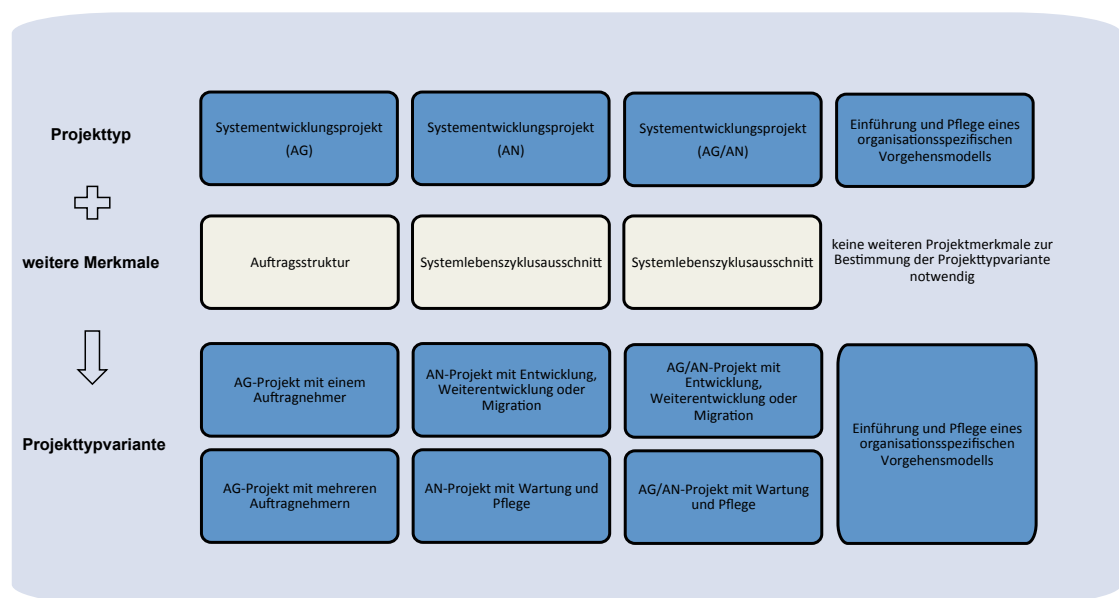 Projekttyp
Systementwicklungsprojekt
(AG)
Systementwicklungsprojekt
(AN)
Systementwicklungsprojekt
(AG/AN)
Einführung und Pflege eines
organisationsspezifischen
Vorgehensmodells
weitere Merkmale
Auftragsstruktur
Systemlebenszyklusausschnitt
Systemlebenszyklusausschnitt
keine weiteren Projektmerkmale zur
Bestimmung der Projekttypvariante
notwendig
Projekttypvariante
AG-Projekt mit einem
Auftragnehmer
AN-Projekt mit Entwicklung,
Weiterentwicklung oder
Migration
AG/AN-Projekt mit
Entwicklung,
Weiterentwicklung oder
Migration
Einführung und Pflege eines
organisationsspezifischen
Vorgehensmodells
AG-Projekt mit mehreren
Auftragnehmern
AN-Projekt mit Wartung und
Pflege
AG/AN-Projekt mit Wartung
und Pflege